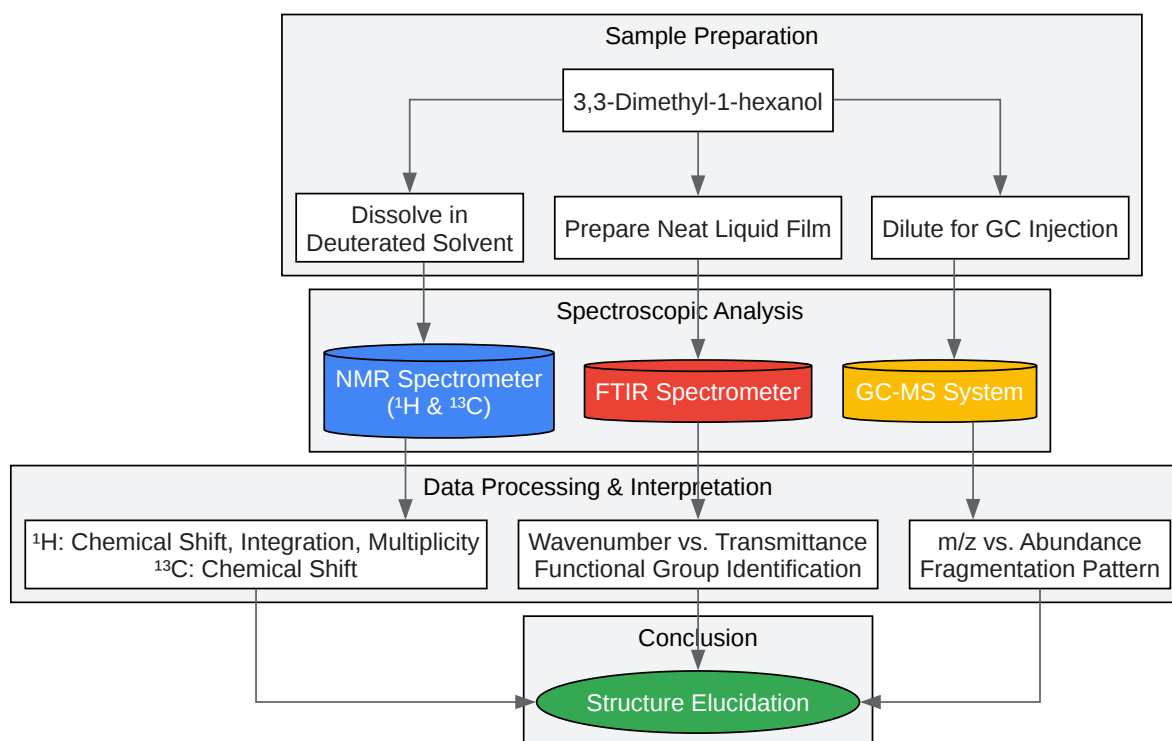 Sample Preparation
3,3-Dimethyl-1-hexanol
Dissolve in
Deuterated Solvent
Prepare Neat Liquid Film
Dilute for GC Injection
Spectroscopic Analysis
NMR Spectrometer
(¹H & ¹³C)
FTIR Spectrometer
GC-MS System
Data Processing & Interpretation
¹H: Chemical Shift, Integration, Multiplicity
¹³C: Chemical Shift
Wavenumber vs. Transmittance
Functional Group Identification
m/z vs. Abundance
Fragmentation Pattern
Conclusion
Structure Elucidation